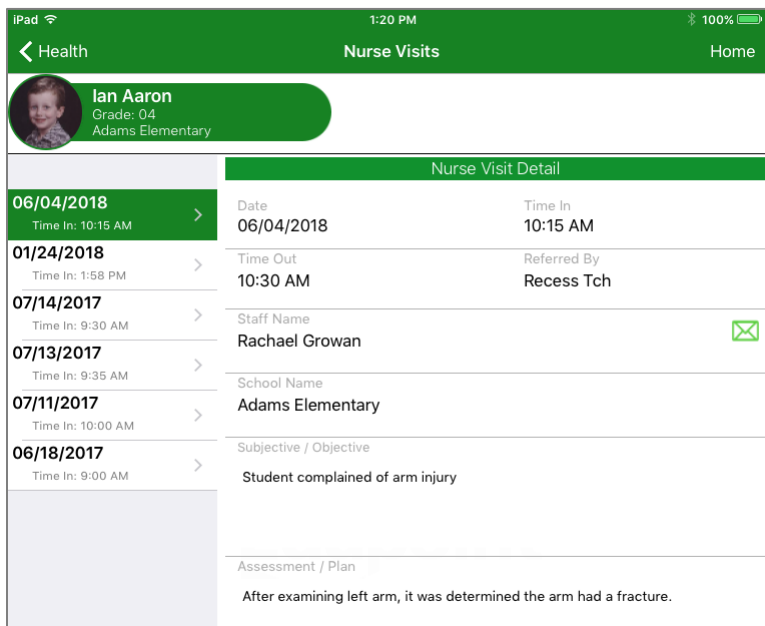 iPad 1:20 PM 100%
Health Nurse Visits Home
Ian Aaron
Grade: 04
Adams Elementary
Nurse Visit Detail
06/04/2018
Time In: 10:15 AM
01/24/2018
Time In: 1:58 PM
07/14/2017
Time In: 9:30 AM
07/13/2017
Time In: 9:35 AM
07/11/2017
Time In: 10:00 AM
06/18/2017
Time In: 9:00 AM
Date Time In
06/04/2018 10:15 AM
Time Out Referred By
10:30 AM Recess Tch
Staff Name
Rachael Growan
School Name
Adams Elementary
Subjective / Objective
Student complained of arm injury
Assessment / Plan
After examining left arm, it was determined the arm had a fracture.